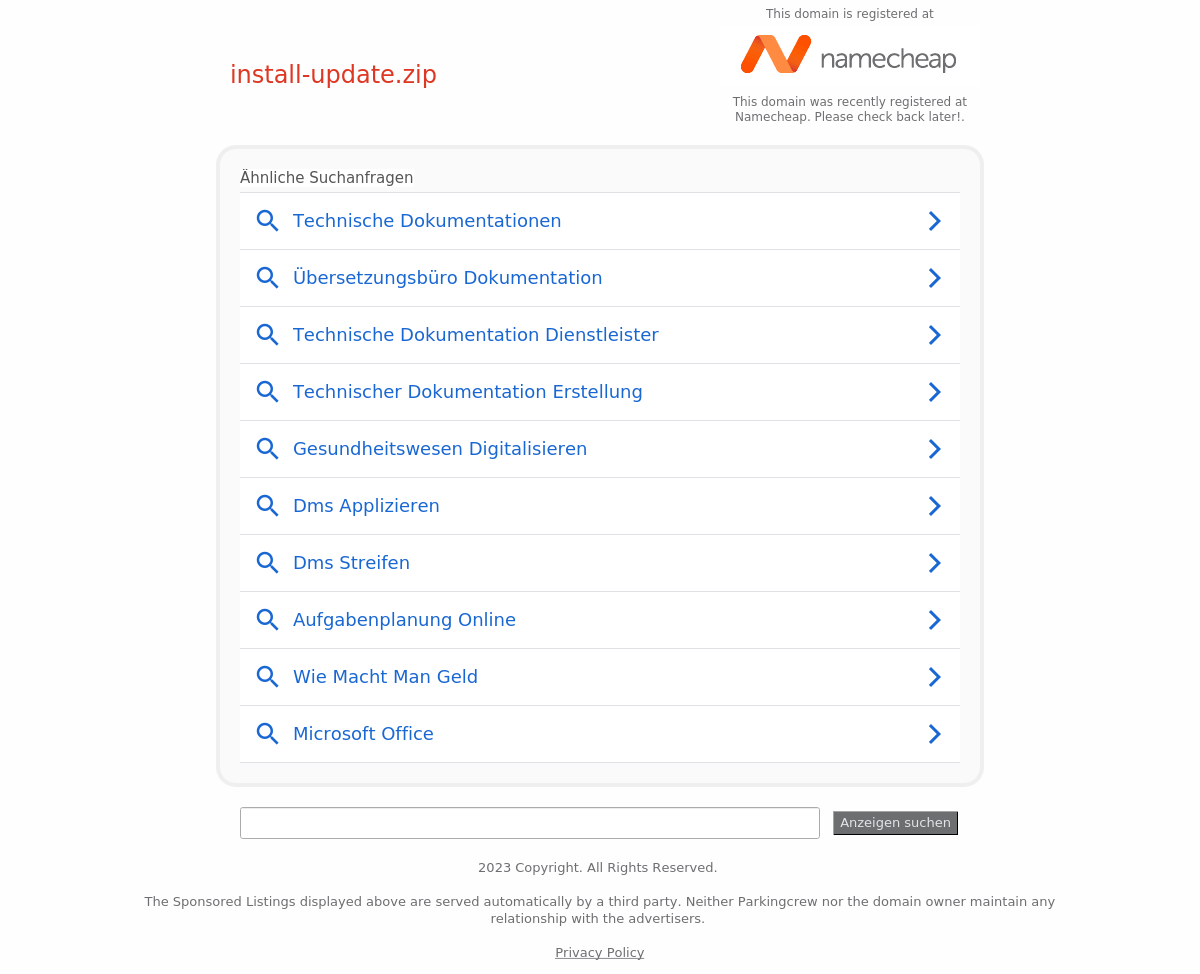 This domain is registered at
namecheap
install-update.zip
This domain was recently registered at
Namecheap. Please check back later!.
Ähnliche Suchanfragen
Technische Dokumentationen
Übersetzungsbüro Dokumentation
Technische Dokumentation Dienstleister
Technischer Dokumentation Erstellung
Gesundheitswesen Digitalisieren
Dms Applizieren
Dms Streifen
Aufgabenplanung Online
Wie Macht Man Geld
Microsoft Office
Anzeigen suchen
2023 Copyright. All Rights Reserved.
The Sponsored Listings displayed above are served automatically by a third party. Neither Parkingcrew nor the domain owner maintain any
relationship with the advertisers.
Privacy Policy